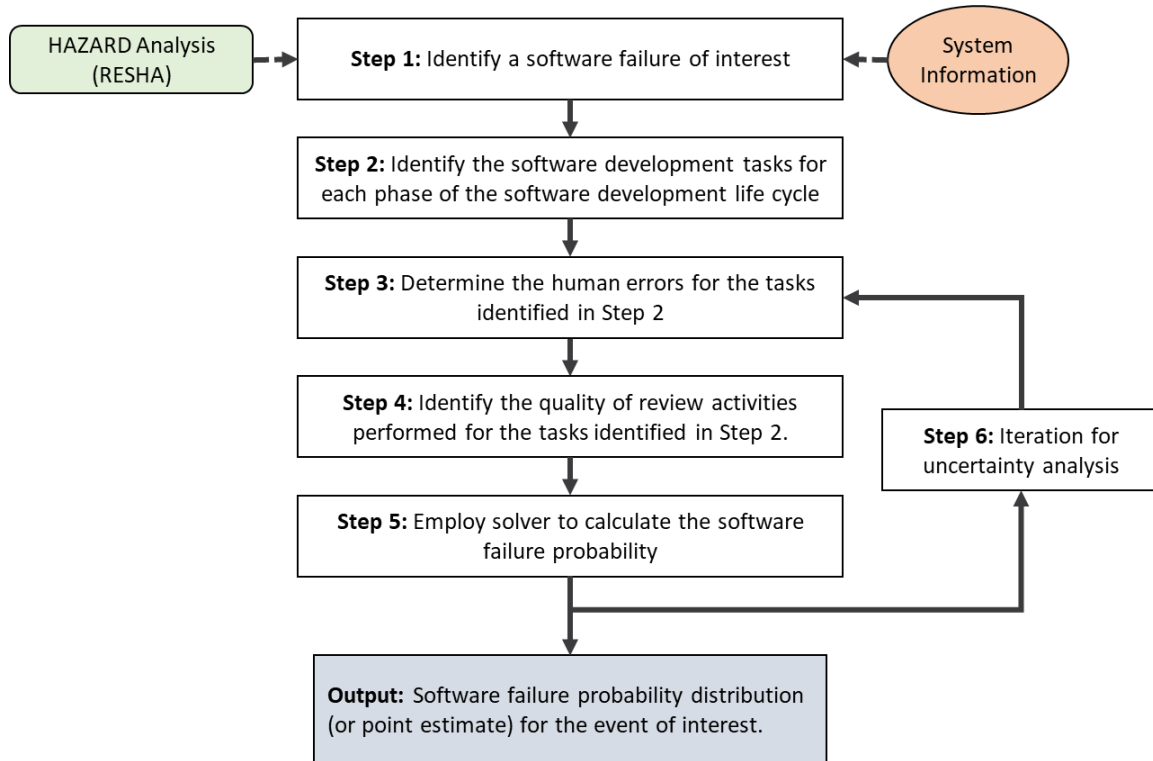 HAZARD Analysis
(RESHA)
Step 1: Identify a software failure of interest
System
Information
Step 2: Identify the software development tasks for
each phase of the software development life cycle
Step 3: Determine the human errors for the tasks
identified in Step 2
Step 4: Identify the quality of review activities
performed for the tasks identified in Step 2.
Step 6: Iteration for
uncertainty analysis
Step 5: Employ solver to calculate the software
failure probability
Output: Software failure probability distribution
(or point estimate) for the event of interest.